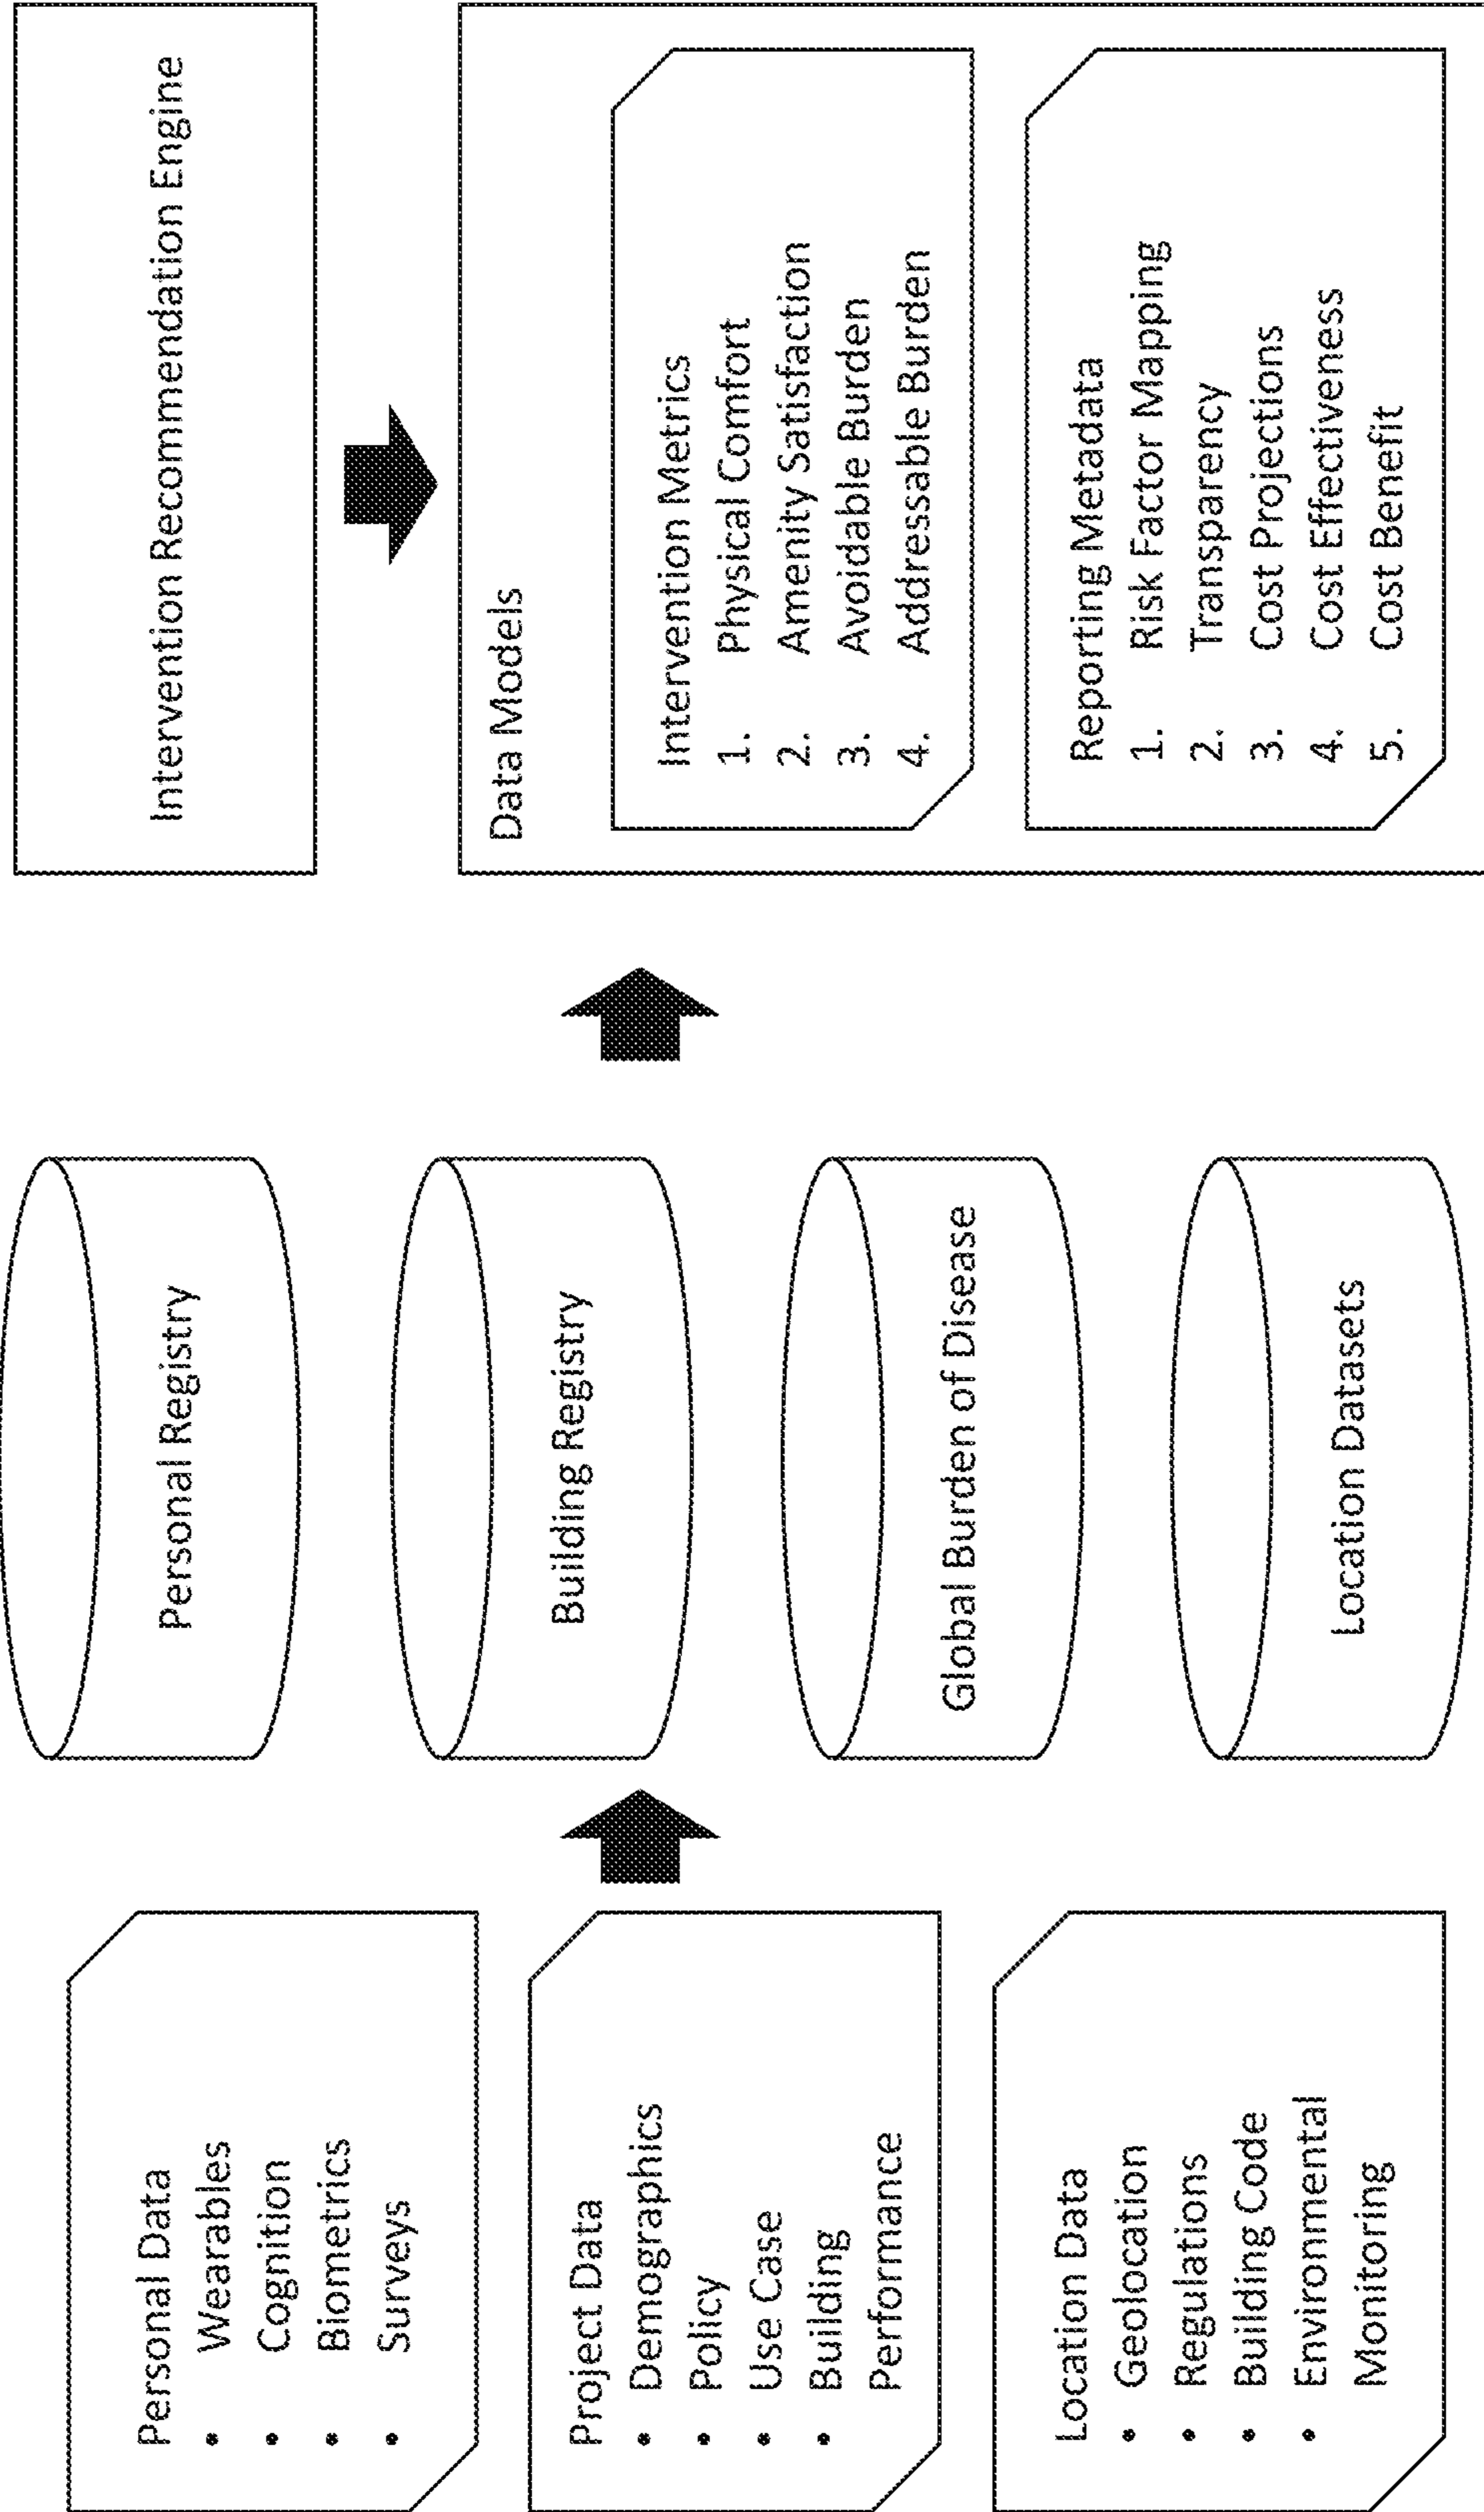 Personal Data
• Wearables
• Cognition
• Biometrics
• Surveys
Project Data
• Demographics
• Policy
• Use Case
• Building
Performance
Location Data
• Geolocation
• Regulations
• Building Code
• Environmental
Monitoring
Personal Registry
Building Registry
Global Burden of Disease
Location Datasets
Intervention Recommendation Engine
Data Models
Intervention Metrics
1. Physical Comfort
2. Amenity Satisfaction
3. Avoidable Burden
4. Addressable Burden
Reporting Metadata
1. Risk Factor Mapping
2. Transparency
3. Cost Projections
4. Cost Effectiveness
5. Cost Benefit